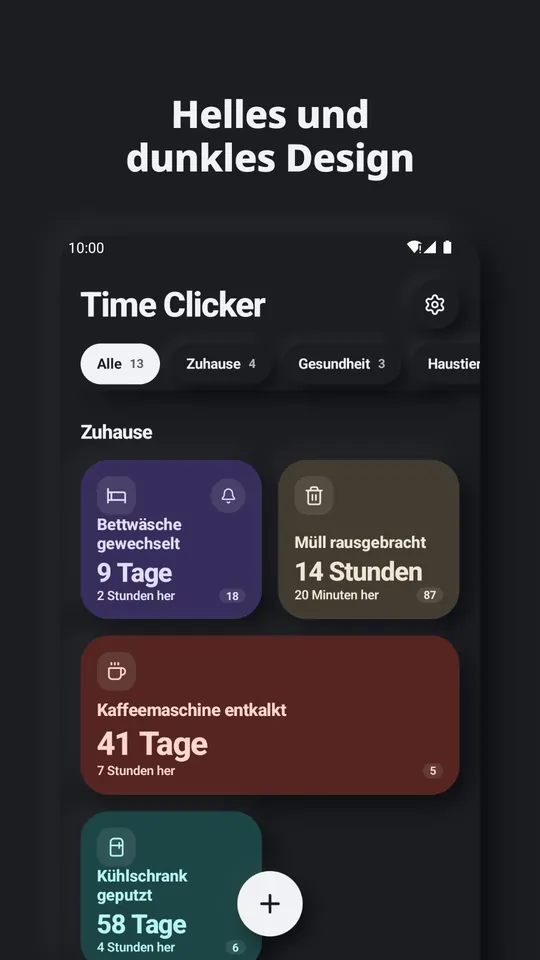 Helles und
dunkles Design
10:00
Time Clicker
Alle 13 Zuhause 4 Gesundheit 3 Haustier
Zuhause
Bettwäsche
gewechselt
9 Tage
2 Stunden her 18
Müll rausgebracht
14 Stunden
20 Minuten her 87
Kaffeemaschine entkalkt
41 Tage
7 Stunden her 5
Kühlschrank
geputzt
58 Tage
4 Stunden her 6